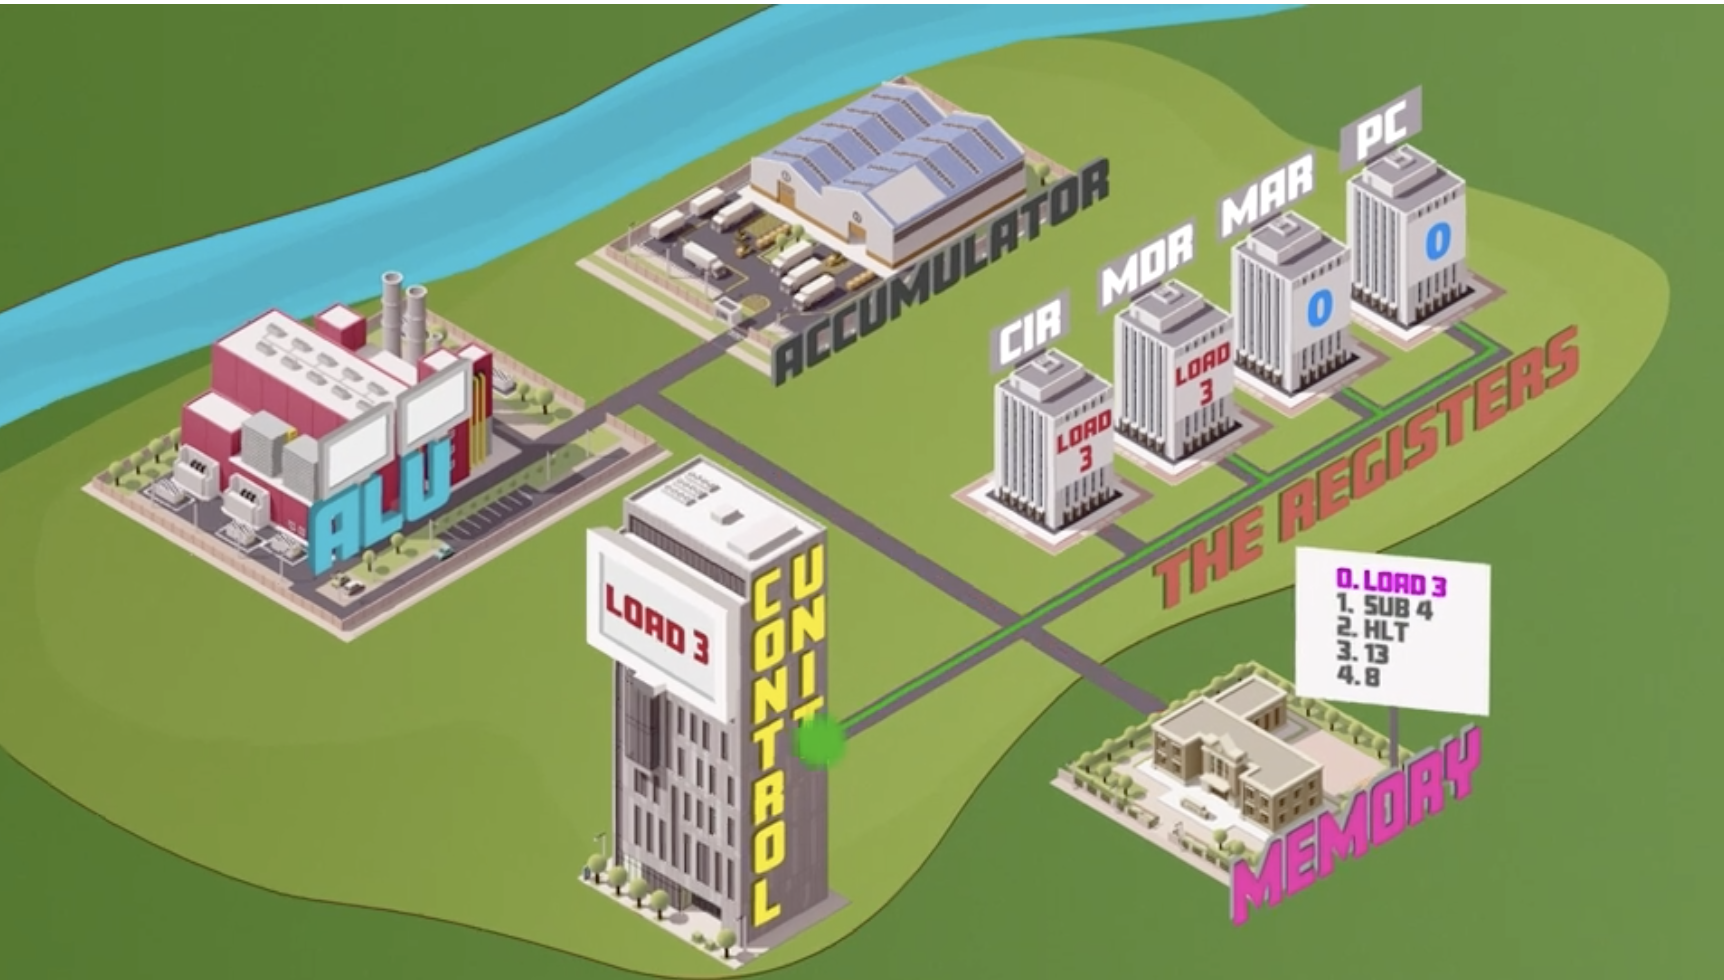 PC
0
MAR
0
MDR
LOAD
3
CIR
LOAD
3
ACCUMULATOR
ALU
THE REGISTERS
CONTROL
UNIT
LOAD 3
0. LOAD 3
1. SUB 4
2. HLT
3. 13
4. 8
MEMORY